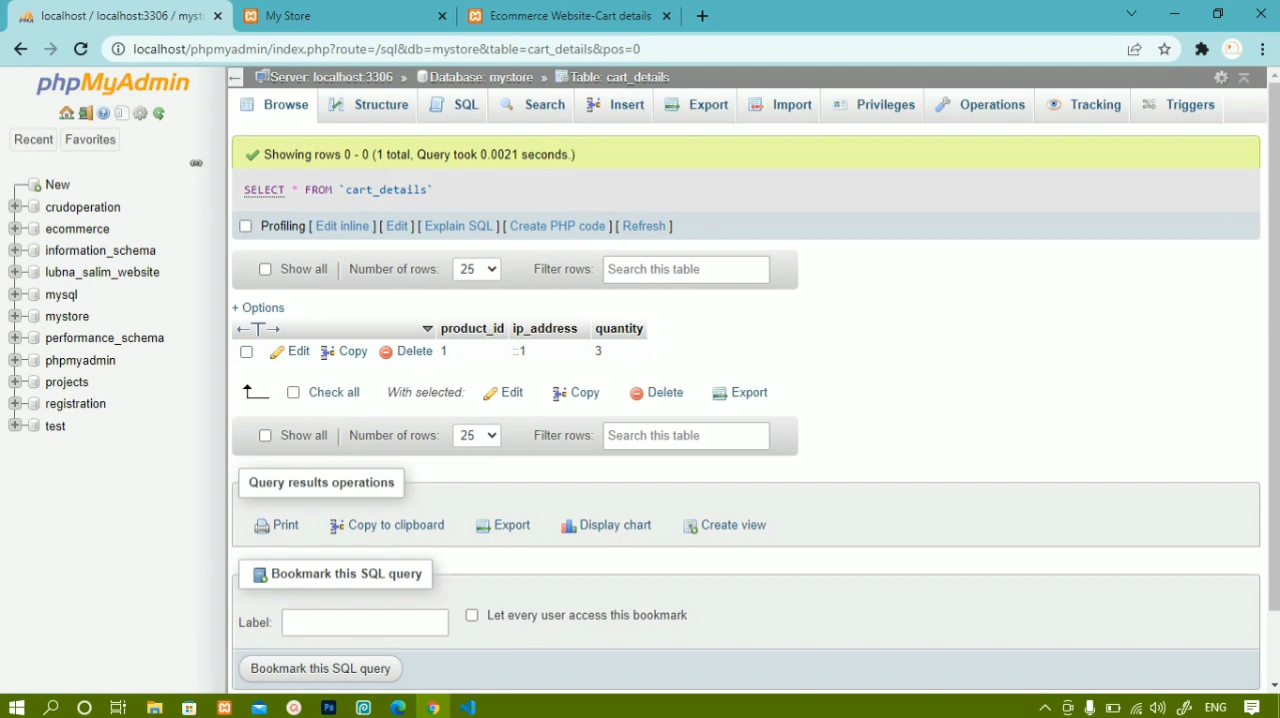 localhost / localhost:3306 / myst
My Store
Ecommerce Website-Cart details
localhost/phpmyadmin/index.php?route=/sql&db=mystore&table=cart_details&pos=0
phpMyAdmin
Recent
Favorites
New
crudoperation
ecommerce
information_schema
lubna_salim_website
mysql
mystore
performance_schema
phpmyadmin
projects
registration
test
Server: localhost:3306 » Database: mystore » Table: cart_details
Browse
Structure
SQL
Search
Insert
Export
Import
Privileges
Operations
Tracking
Triggers
Showing rows 0 - 0 (1 total, Query took 0.0021 seconds.)
SELECT * FROM `cart_details`
Profiling [ Edit inline ] [ Edit ] [ Explain SQL ] [ Create PHP code ] [ Refresh ]
Show all
Number of rows:
25
Filter rows:
Search this table
+ Options
product_id ip_address quantity
Edit Copy Delete 1 ::1 3
Check all
With selected:
Edit
Copy
Delete
Export
Show all
Number of rows:
25
Filter rows:
Search this table
Query results operations
Print
Copy to clipboard
Export
Display chart
Create view
Bookmark this SQL query
Label:
Let every user access this bookmark
Bookmark this SQL query
ENG